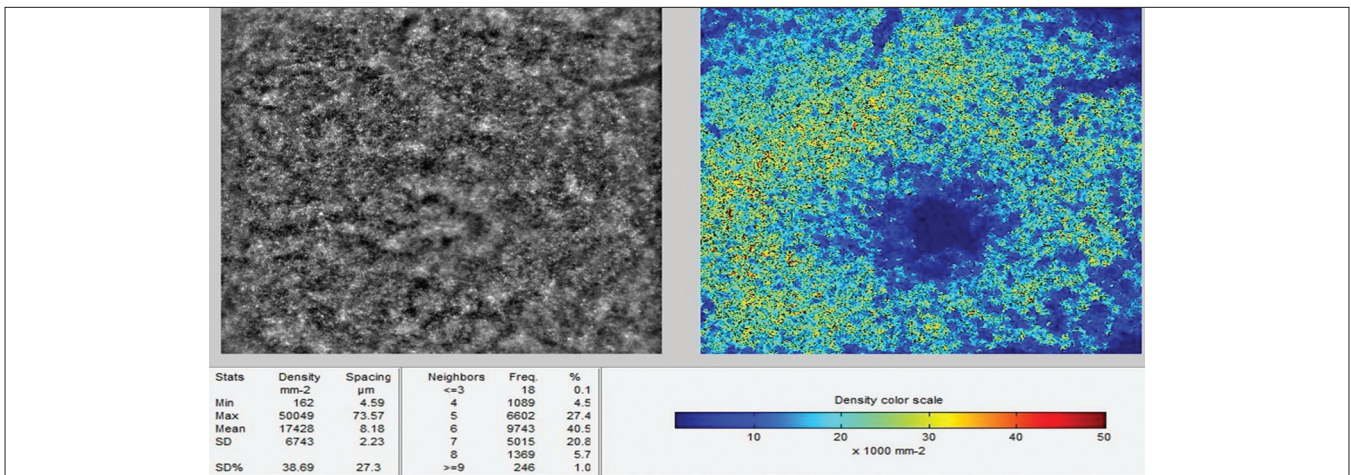 Stats Density Spacing
mm-2 µm
Min 162 4.59
Max 50049 73.57
Mean 17428 8.18
SD 6743 2.23
SD% 38.69 27.3
Neighbors Freq. %
<=3 18 0.1
4 1089 4.5
5 6602 27.4
6 9743 40.5
7 5015 20.8
8 1369 5.7
>=9 246 1.0
Density color scale
10 20 30 40 50
x 1000 mm-2